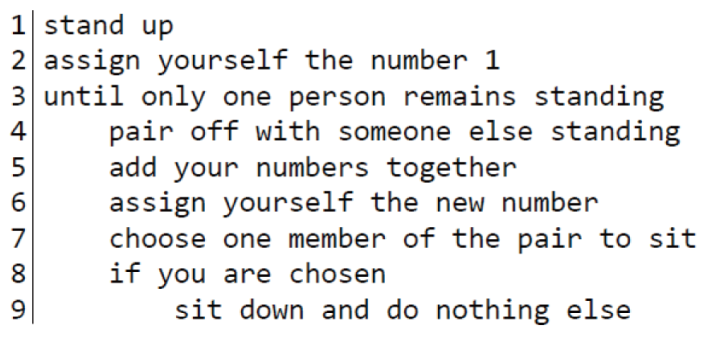 1 stand up
2 assign yourself the number 1
3 until only one person remains standing
4 pair off with someone else standing
5 add your numbers together
6 assign yourself the new number
7 choose one member of the pair to sit
8 if you are chosen
9 sit down and do nothing else